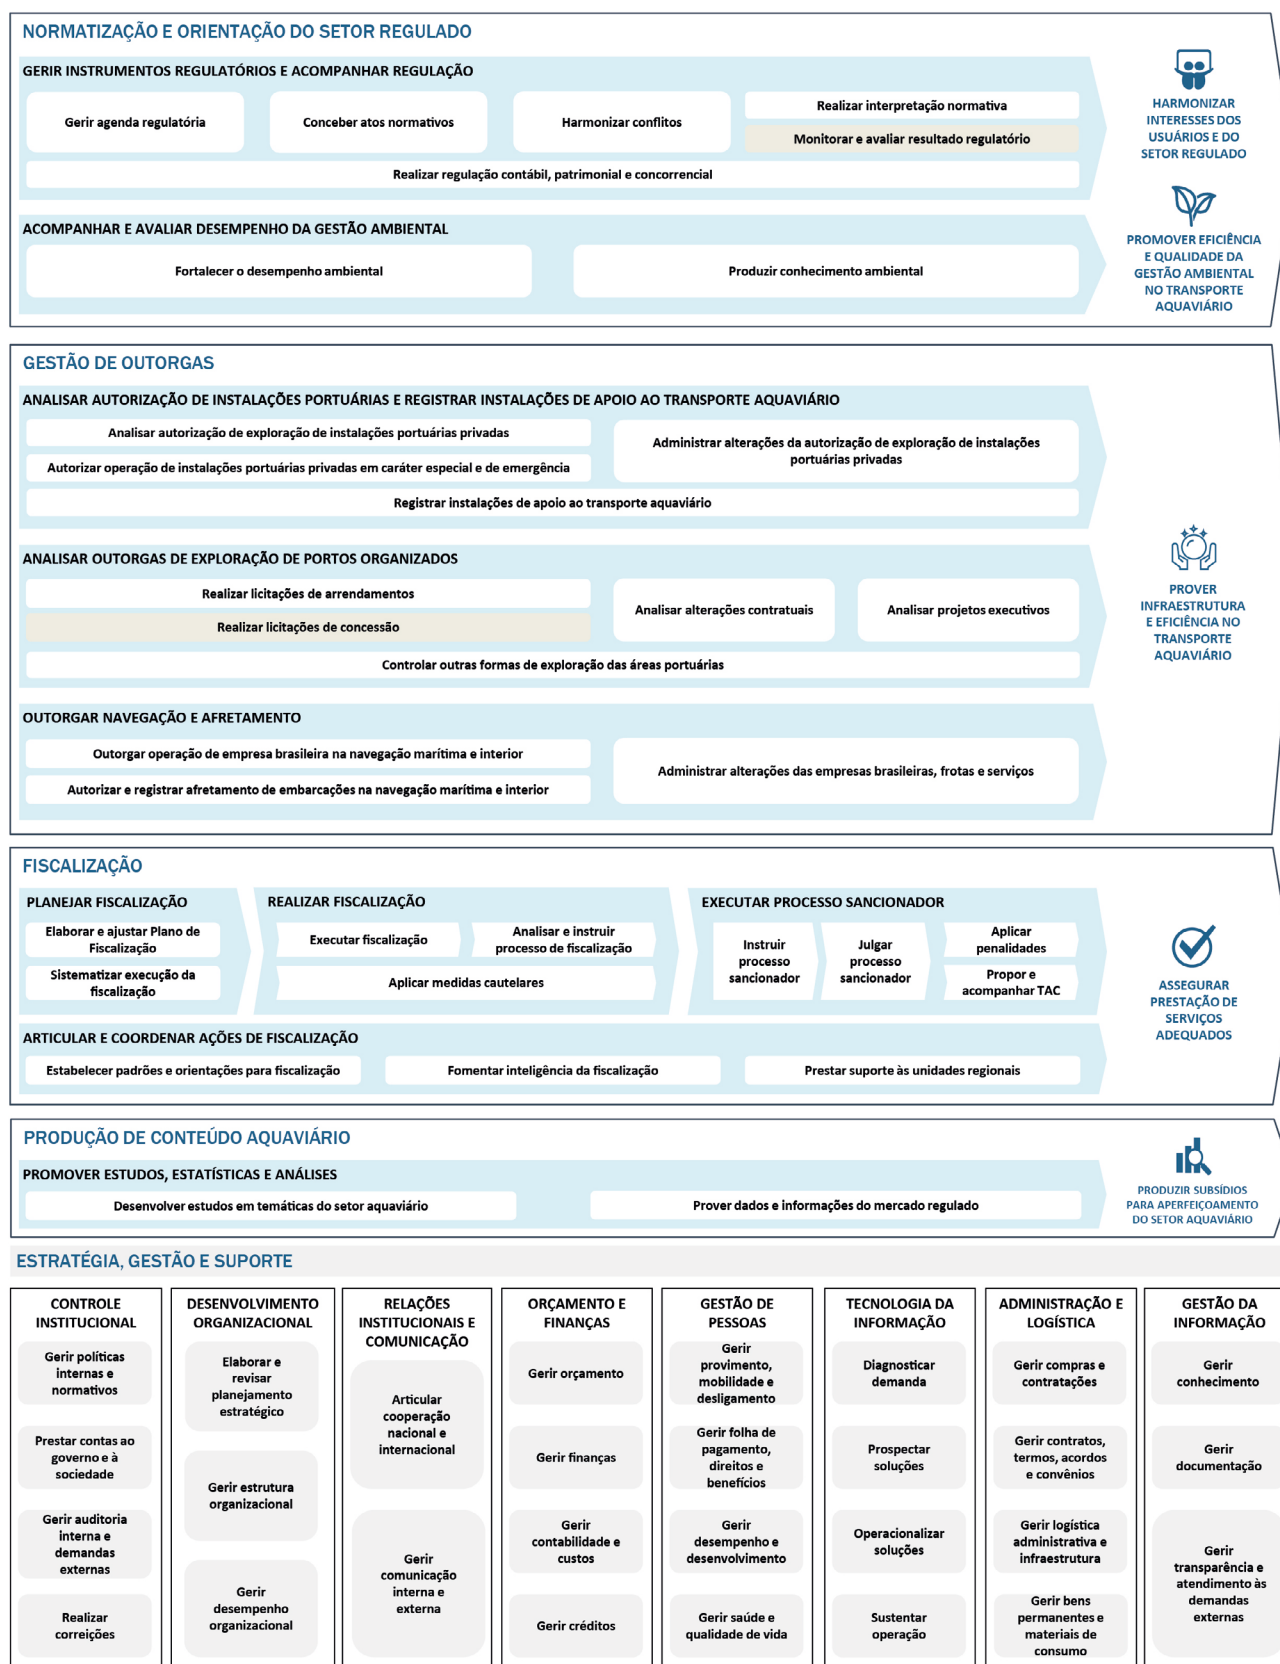 NORMATIZAÇÃO E ORIENTAÇÃO DO SETOR REGULADO
GERIR INSTRUMENTOS REGULATÓRIOS E ACOMPANHAR REGULAÇÃO
Gerir agenda regulatória
Conceber atos normativos
Harmonizar conflitos
Realizar interpretação normativa
Monitorar e avaliar resultado regulatório
Realizar regulação contábil, patrimonial e concorrencial
HARMONIZAR
INTERESSES DOS
USUÁRIOS E DO
SETOR REGULADO
ACOMPANHAR E AVALIAR DESEMPENHO DA GESTÃO AMBIENTAL
Fortalecer o desempenho ambiental
Produzir conhecimento ambiental
PROMOVER EFICIÊNCIA
E QUALIDADE DA
GESTÃO AMBIENTAL
NO TRANSPORTE
AQUAVIÁRIO
GESTÃO DE OUTORGAS
ANALISAR AUTORIZAÇÃO DE INSTALAÇÕES PORTUÁRIAS E REGISTRAR INSTALAÇÕES DE APOIO AO TRANSPORTE AQUAVIÁRIO
Analisar autorização de exploração de instalações portuárias privadas
Autorizar operação de instalações portuárias privadas em caráter especial e de emergência
Administrar alterações da autorização de exploração de instalações
portuárias privadas
Registrar instalações de apoio ao transporte aquaviário
ANALISAR OUTORGAS DE EXPLORAÇÃO DE PORTOS ORGANIZADOS
Realizar licitações de arrendamentos
Realizar licitações de concessão
Analisar alterações contratuais
Analisar projetos executivos
Controlar outras formas de exploração das áreas portuárias
PROVER
INFRAESTRUTURA
E EFICIÊNCIA NO
TRANSPORTE
AQUAVIÁRIO
OUTORGAR NAVEGAÇÃO E AFRETAMENTO
Outorgar operação de empresa brasileira na navegação marítima e interior
Autorizar e registrar afretamento de embarcações na navegação marítima e interior
Administrar alterações das empresas brasileiras, frotas e serviços
FISCALIZAÇÃO
PLANEJAR FISCALIZAÇÃO
Elaborar e ajustar Plano de
Fiscalização
Sistematizar execução da
fiscalização
REALIZAR FISCALIZAÇÃO
Executar fiscalização
Analisar e instruir
processo de fiscalização
Aplicar medidas cautelares
EXECUTAR PROCESSO SANCIONADOR
Instruir
processo
sancionador
Julgar
processo
sancionador
Aplicar
penalidades
Propor e
acompanhar TAC
ARTICULAR E COORDENAR AÇÕES DE FISCALIZAÇÃO
Estabelecer padrões e orientações para fiscalização
Fomentar inteligência da fiscalização
Prestar suporte às unidades regionais
ASSEGURAR
PRESTAÇÃO DE
SERVIÇOS
ADEQUADOS
PRODUÇÃO DE CONTEÚDO AQUAVIÁRIO
PROMOVER ESTUDOS, ESTATÍSTICAS E ANÁLISES
Desenvolver estudos em temáticas do setor aquaviário
Prover dados e informações do mercado regulado
PRODUZIR SUBSÍDIOS
PARA APERFEIÇOAMENTO
DO SETOR AQUAVIÁRIO
ESTRATÉGIA, GESTÃO E SUPORTE
CONTROLE
INSTITUCIONAL
Gerir políticas
internas e
normativos
Prestar contas ao
governo e à
sociedade
Gerir auditoria
interna e
demandas
externas
Realizar
correições
DESENVOLVIMENTO
ORGANIZACIONAL
Elaborar e
revisar
planejamento
estratégico
Gerir estrutura
organizacional
Gerir
desempenho
organizacional
RELAÇÕES
INSTITUCIONAIS E
COMUNICAÇÃO
Articular
cooperação
nacional e
internacional
Gerir
comunicação
interna e
externa
ORÇAMENTO E
FINANÇAS
Gerir orçamento
Gerir finanças
Gerir
contabilidade e
custos
Gerir créditos
GESTÃO DE
PESSOAS
Gerir
provimento,
mobilidade e
desligamento
Gerir folha de
pagamento,
direitos e
benefícios
Gerir
desempenho e
desenvolvimento
Gerir saúde e
qualidade de vida
TECNOLOGIA DA
INFORMAÇÃO
Diagnosticar
demanda
Prospectar
soluções
Operacionalizar
soluções
Sustentar
operação
ADMINISTRAÇÃO E
LOGÍSTICA
Gerir compras e
contratações
Gerir contratos,
termos, acordos
e convênios
Gerir logística
administrativa e
infraestrutura
Gerir bens
permanentes e
materiais de
consumo
GESTÃO DA
INFORMAÇÃO
Gerir
conhecimento
Gerir
documentação
Gerir
transparência e
atendimento às
demandas
externas